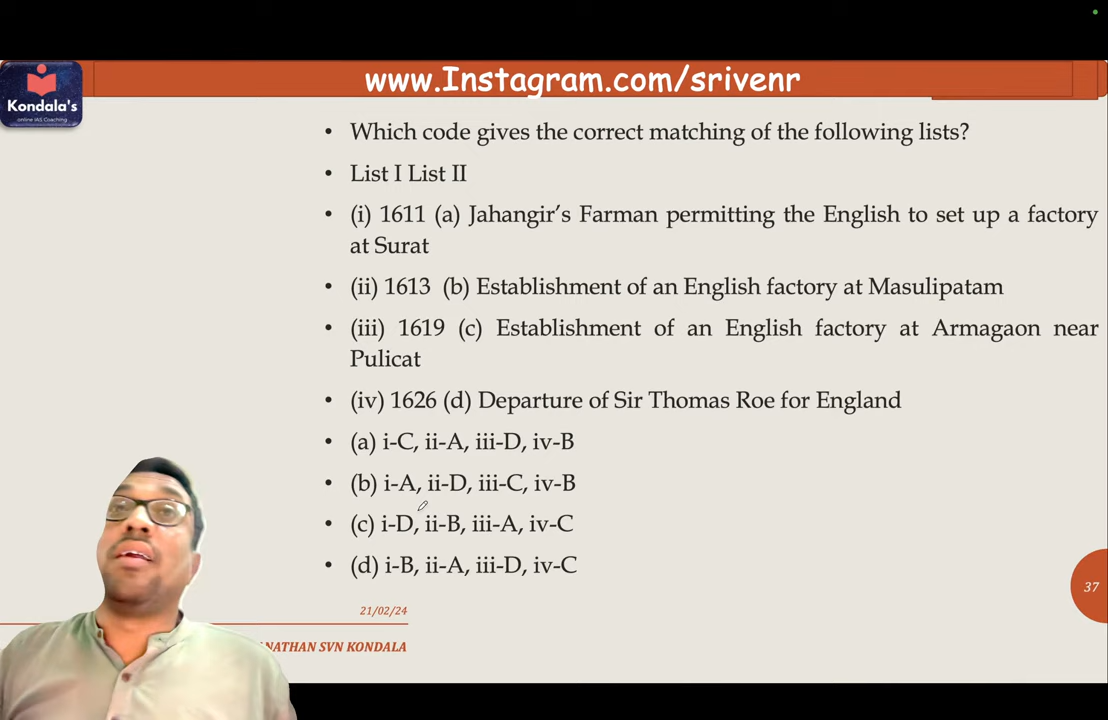 www.Instagram.com/srivenr
Kondala's
online IAS Coaching
• Which code gives the correct matching of the following lists?
• List I List II
• (i) 1611 (a) Jahangir's Farman permitting the English to set up a factory
at Surat
• (ii) 1613 (b) Establishment of an English factory at Masulipatam
• (iii) 1619 (c) Establishment of an English factory at Armagaon near
Pulicat
• (iv) 1626 (d) Departure of Sir Thomas Roe for England
• (a) i-C, ii-A, iii-D, iv-B
• (b) i-A, ii-D, iii-C, iv-B
• (c) i-D, ii-B, iii-A, iv-C
• (d) i-B, ii-A, iii-D, iv-C
37
21/02/24
NATHAN SVN KONDALA